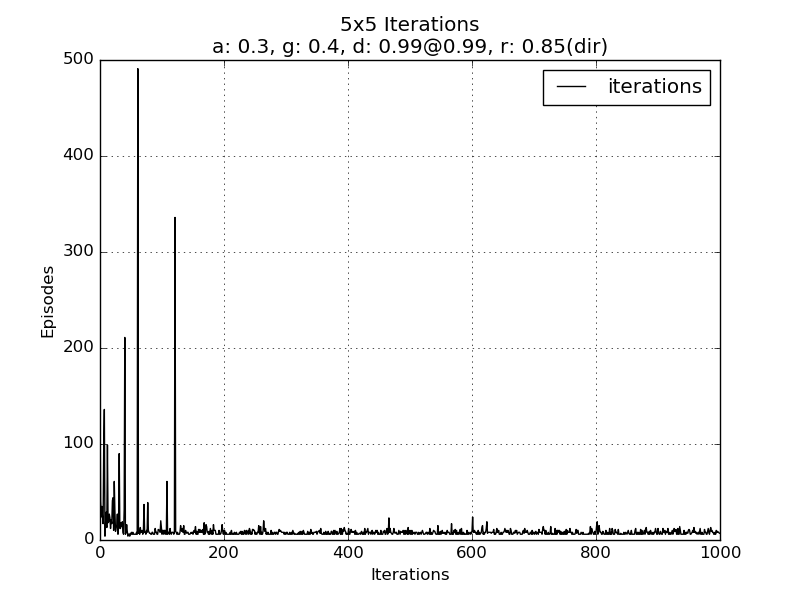 5x5 Iterations
a: 0.3, g: 0.4, d: 0.99@0.99, r: 0.85(dir)
iterations
500
400
300
200
100
0
Episodes
0 200 400 600 800 1000
Iterations